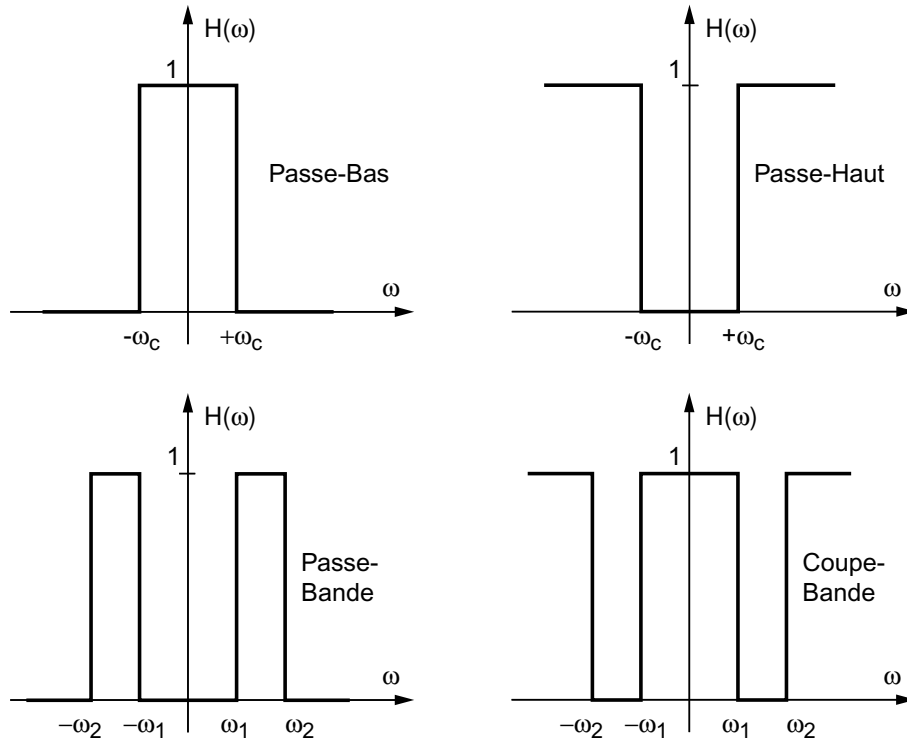 H(ω)
1
Passe-Bas
ω
-ωc
+ωc
H(ω)
1
Passe-Haut
ω
-ωc
+ωc
H(ω)
1
Passe-
Bande
ω
−ω2
−ω1
ω1
ω2
H(ω)
1
Coupe-
Bande
ω
−ω2
−ω1
ω1
ω2